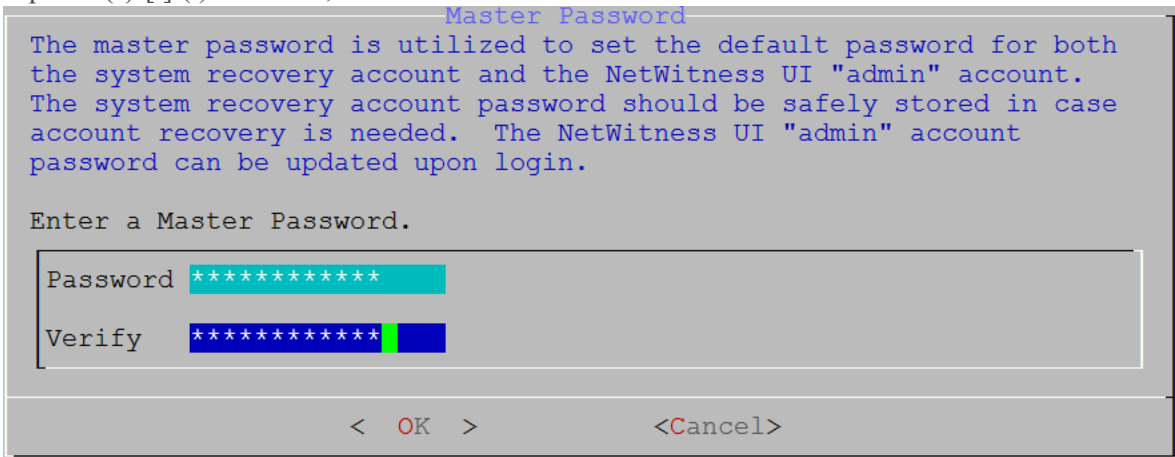 Master Password
The master password is utilized to set the default password for both
the system recovery account and the NetWitness UI "admin" account.
The system recovery account password should be safely stored in case
account recovery is needed.  The NetWitness UI "admin" account
password can be updated upon login.
Enter a Master Password.
Password ************
Verify ************
< OK > <Cancel>